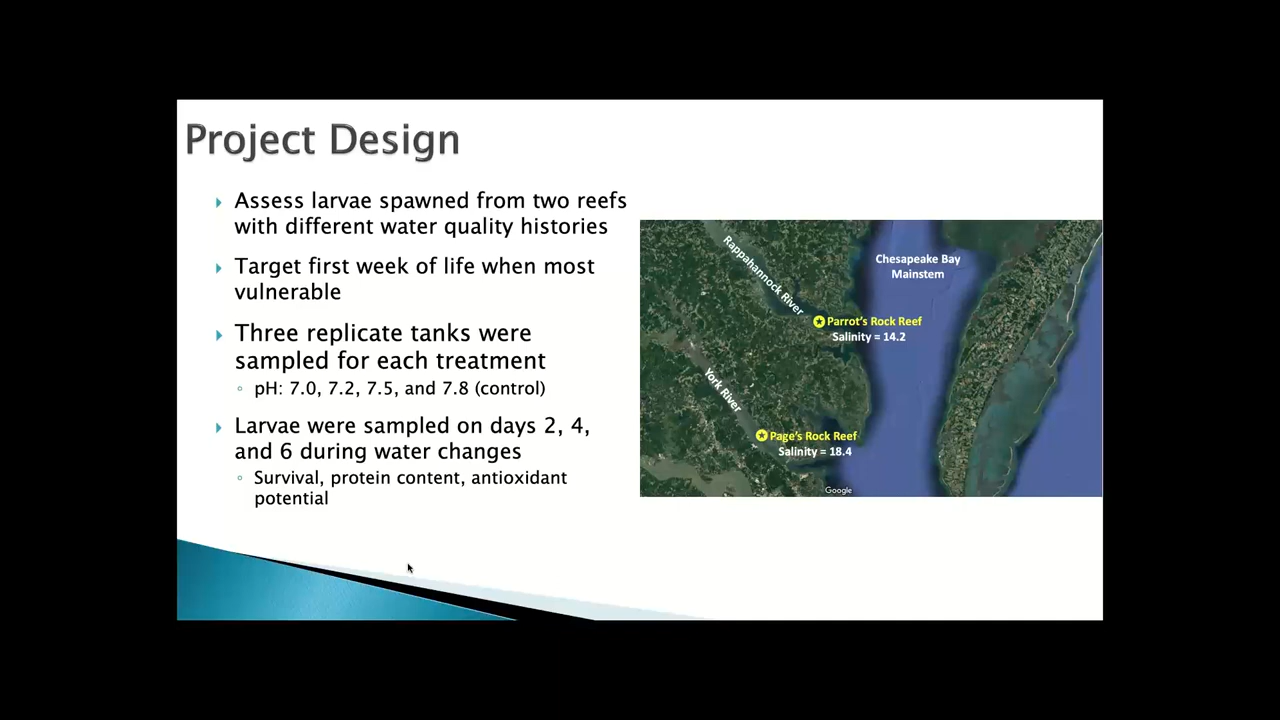 Project Design
Assess larvae spawned from two reefs
with different water quality histories
Target first week of life when most
vulnerable
Three replicate tanks were
sampled for each treatment
pH: 7.0, 7.2, 7.5, and 7.8 (control)
Larvae were sampled on days 2, 4,
and 6 during water changes
Survival, protein content, antioxidant
potential
Rappahannock River
Chesapeake Bay
Mainstem
Parrot's Rock Reef
Salinity = 14.2
York River
Page's Rock Reef
Salinity = 18.4
Google